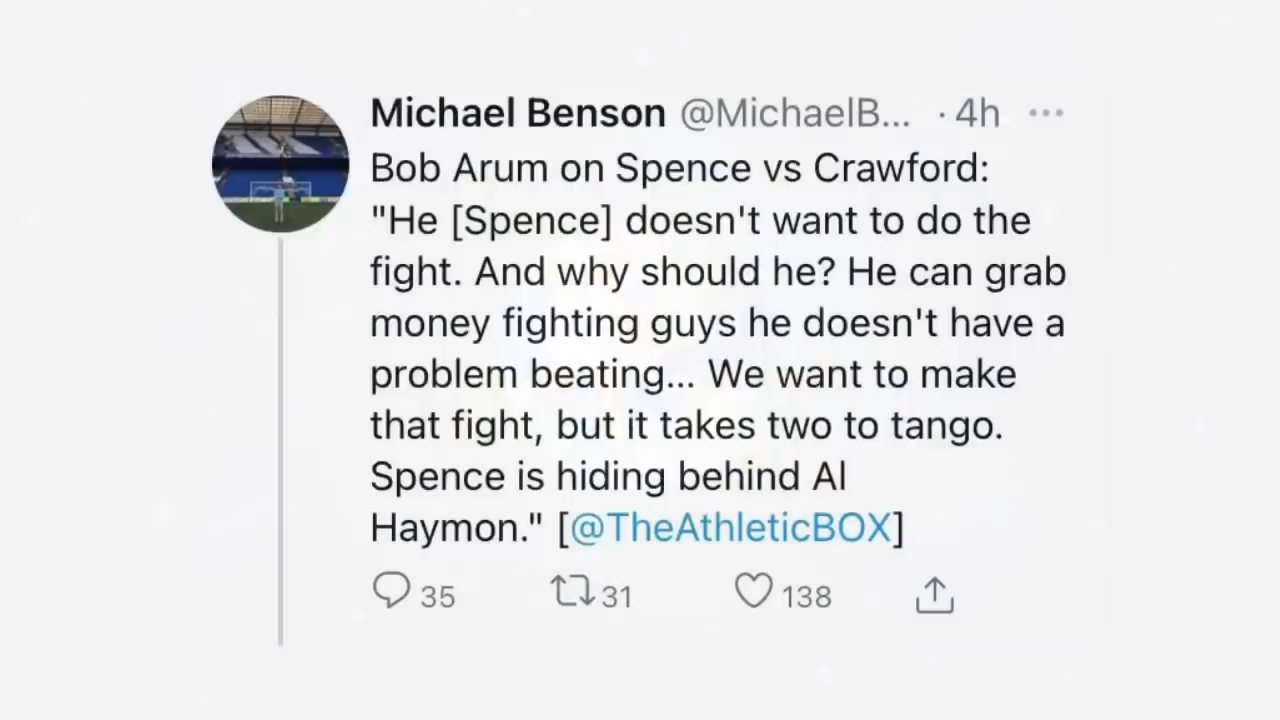 Michael Benson @MichaelB... · 4h
Bob Arum on Spence vs Crawford:
"He [Spence] doesn't want to do the
fight. And why should he? He can grab
money fighting guys he doesn't have a
problem beating... We want to make
that fight, but it takes two to tango.
Spence is hiding behind Al
Haymon." [@TheAthleticBOX]
35 31 138